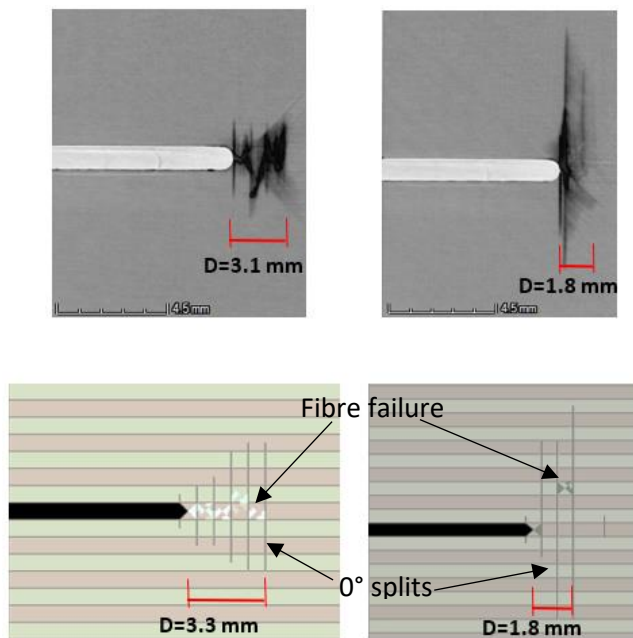 D=3.1 mm
4.5mm
D=1.8 mm
4.5mm
Fibre failure
0° splits
D=3.3 mm
D=1.8 mm